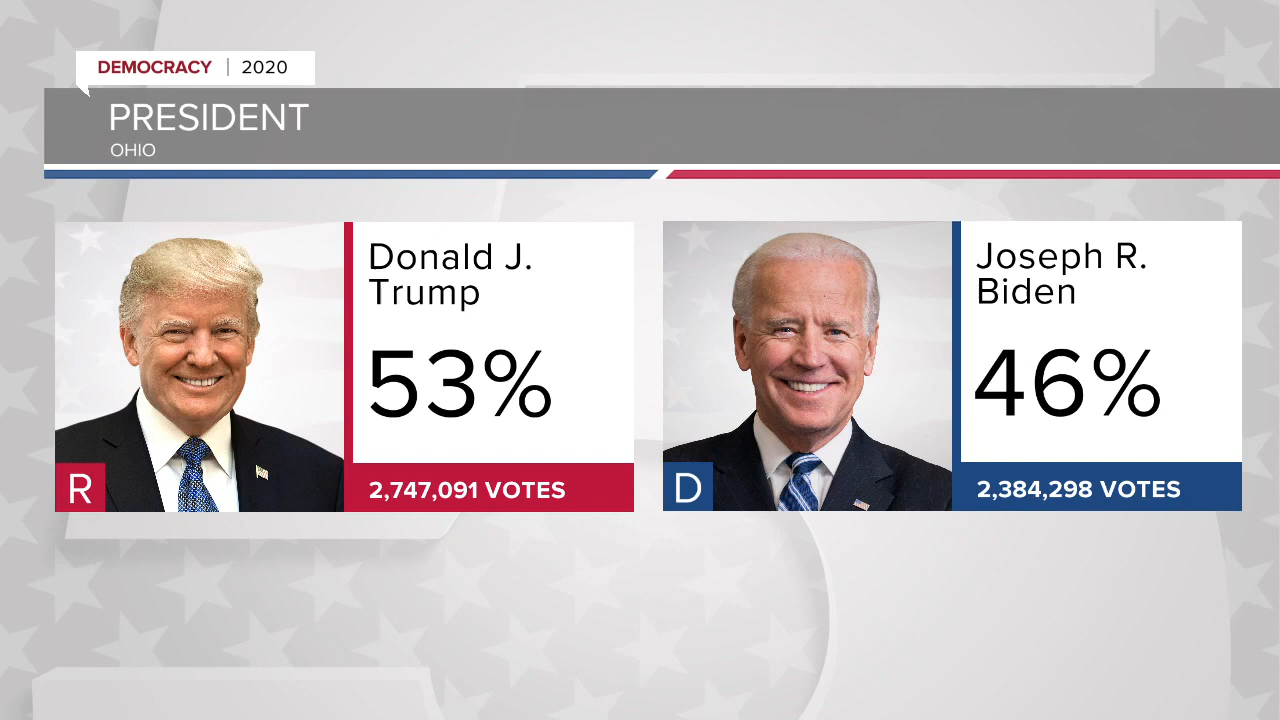 DEMOCRACY | 2020
PRESIDENT
OHIO
Donald J.
Trump
53%
R
2,747,091 VOTES
Joseph R.
Biden
46%
D
2,384,298 VOTES